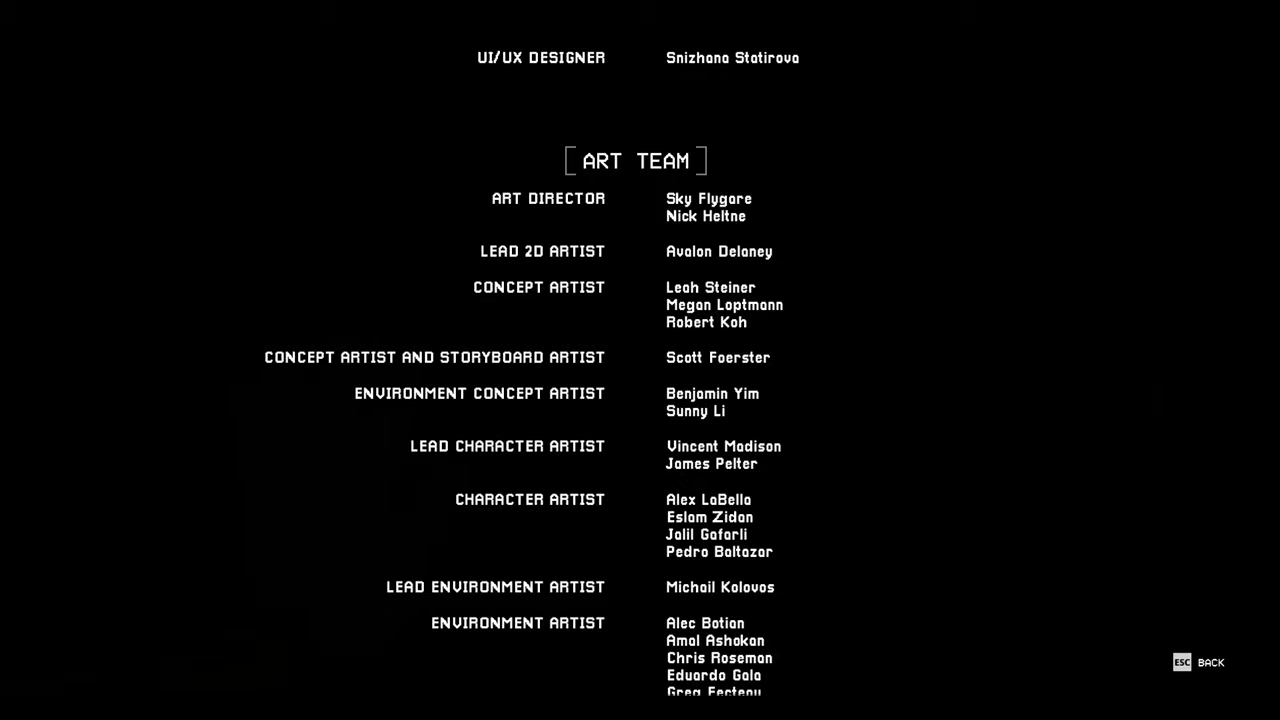 UI/UX DESIGNER Snizhana Statirova
ART TEAM
ART DIRECTOR Sky Flygare
Nick Heltne
LEAD 2D ARTIST Avalon Delaney
CONCEPT ARTIST Leah Steiner
Megan Loptmann
Robert Koh
CONCEPT ARTIST AND STORYBOARD ARTIST Scott Foerster
ENVIRONMENT CONCEPT ARTIST Benjamin Yim
Sunny Li
LEAD CHARACTER ARTIST Vincent Madison
James Pelter
CHARACTER ARTIST Alex LaBella
Eslam Zidan
Jalil Gafarli
Pedro Baltazar
LEAD ENVIRONMENT ARTIST Michail Kolovos
ENVIRONMENT ARTIST Alec Botian
Amal Ashokan
Chris Roseman
Eduardo Gala
Greg
ESC BACK